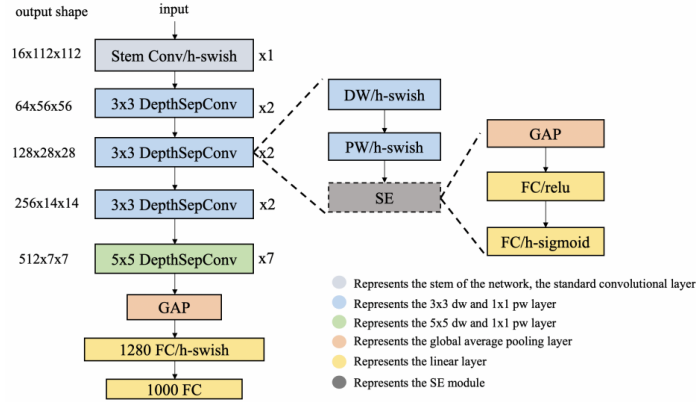 output shape
input
16x112x112
Stem Conv/h-swish
x1
64x56x56
3x3 DepthSepConv
x2
128x28x28
3x3 DepthSepConv
x2
256x14x14
3x3 DepthSepConv
x2
512x7x7
5x5 DepthSepConv
x7
GAP
1280 FC/h-swish
1000 FC
DW/h-swish
PW/h-swish
SE
GAP
FC/relu
FC/h-sigmoid
Represents the stem of the network, the standard convolutional layer
Represents the 3x3 dw and 1x1 pw layer
Represents the 5x5 dw and 1x1 pw layer
Represents the global average pooling layer
Represents the linear layer
Represents the SE module